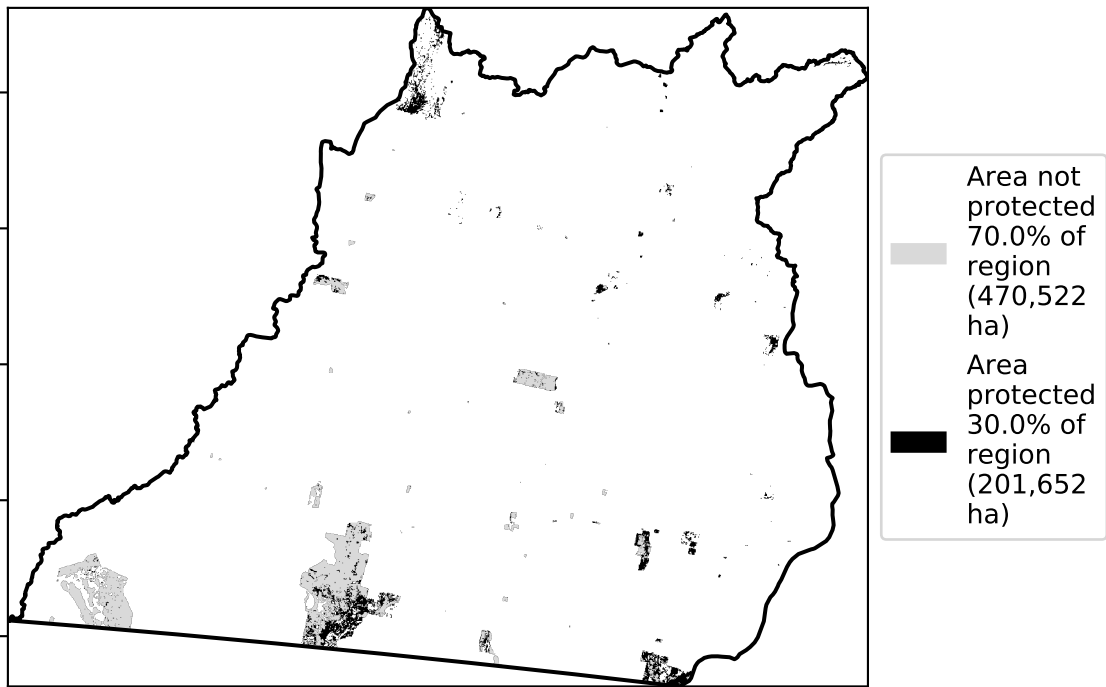 Area not
protected
70.0% of
region
(470,522
ha)
Area
protected
30.0% of
region
(201,652
ha)